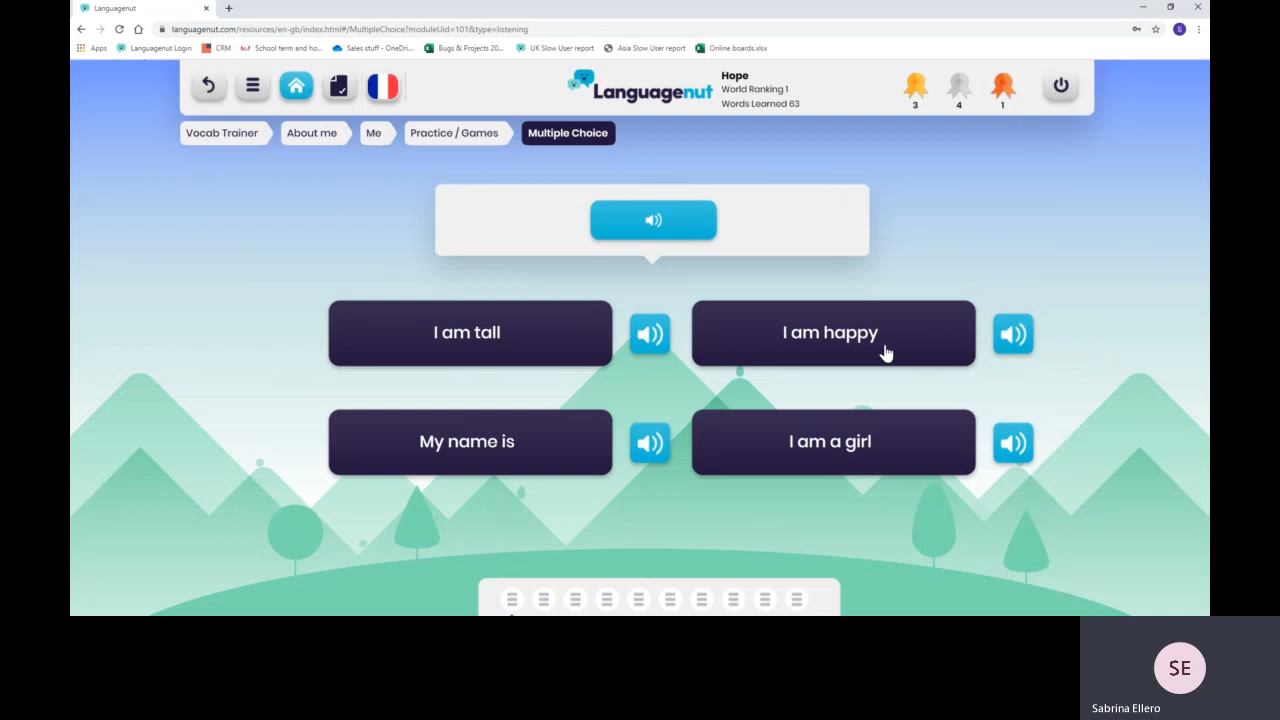 Languagenut
languagenut.com/resources/en-gb/index.html#/MultipleChoice?moduleUid=101&type=listening
Apps Languagenut Login CRM School term and ho... Sales stuff - OneDri... Bugs & Projects 20... UK Slow User report Asia Slow User report Online boards.xlsx
Languagenut
Hope
World Ranking 1
Words Learned 63
3 4 1
Vocab Trainer About me Me Practice / Games Multiple Choice
I am tall
I am happy
My name is
I am a girl
SE
Sabrina Ellero